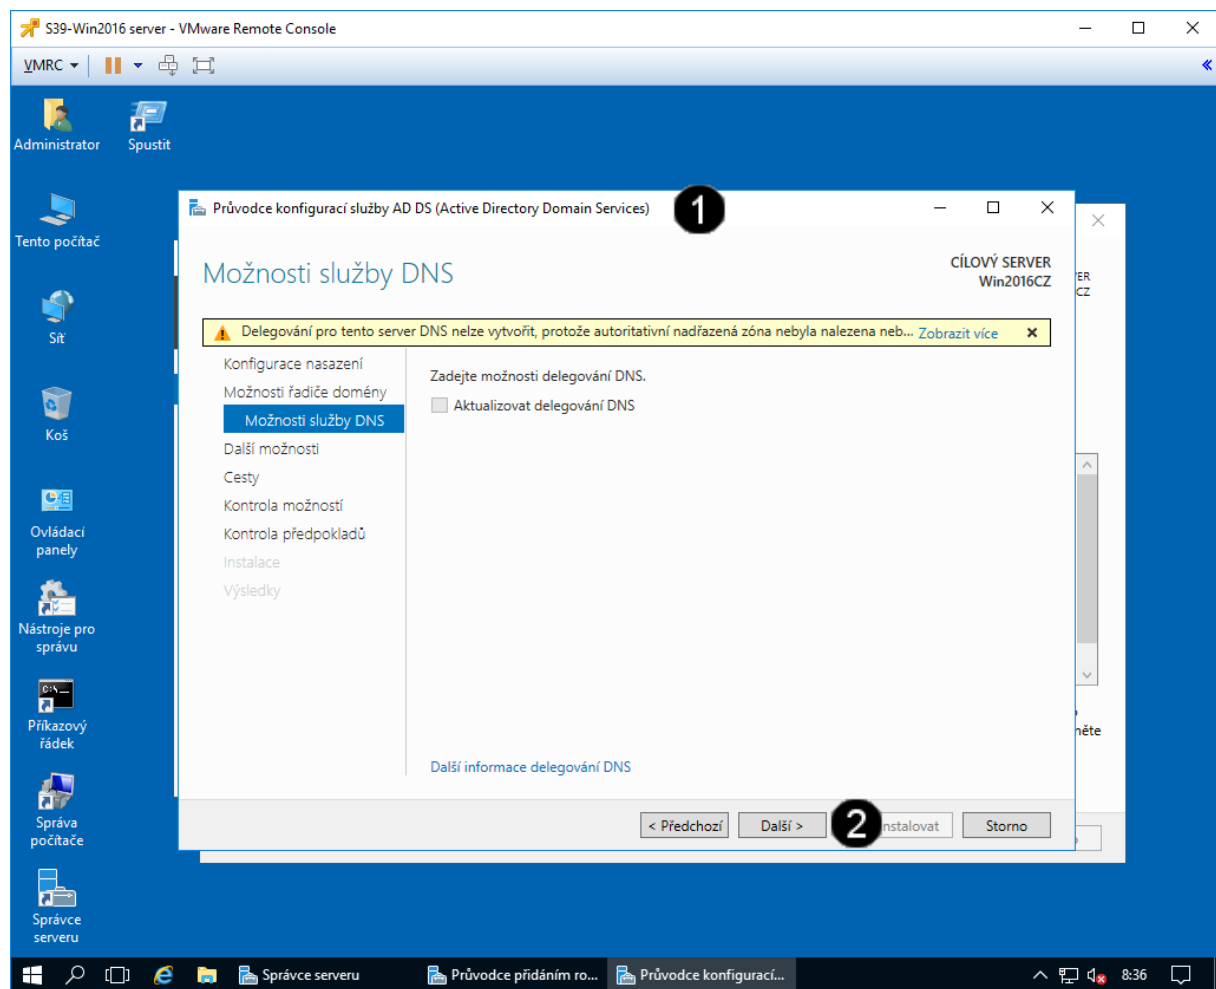 S39-Win2016 server - VMware Remote Console
VMRC
Administrator
Spustit
Tento počítač
Síť
Koš
Ovládací
panely
Nástroje pro
správu
Příkazový
řádek
Správa
počítače
Správce
serveru
Průvodce konfigurací služby AD DS (Active Directory Domain Services)
1
Možnosti služby DNS
CÍLOVÝ SERVER
Win2016CZ
Delegování pro tento server DNS nelze vytvořit, protože autoritativní nadřazená zóna nebyla nalezena neb... Zobrazit více
Konfigurace nasazení
Možnosti řadiče domény
Možnosti služby DNS
Další možnosti
Cesty
Kontrola možností
Kontrola předpokladů
Instalace
Výsledky
Zadejte možnosti delegování DNS.
Aktualizovat delegování DNS
Další informace delegování DNS
< Předchozí
Další >
2
nstalovat
Storno
ER
CZ
něte
Správce serveru
Průvodce přidáním ro...
Průvodce konfigurací...
8:36